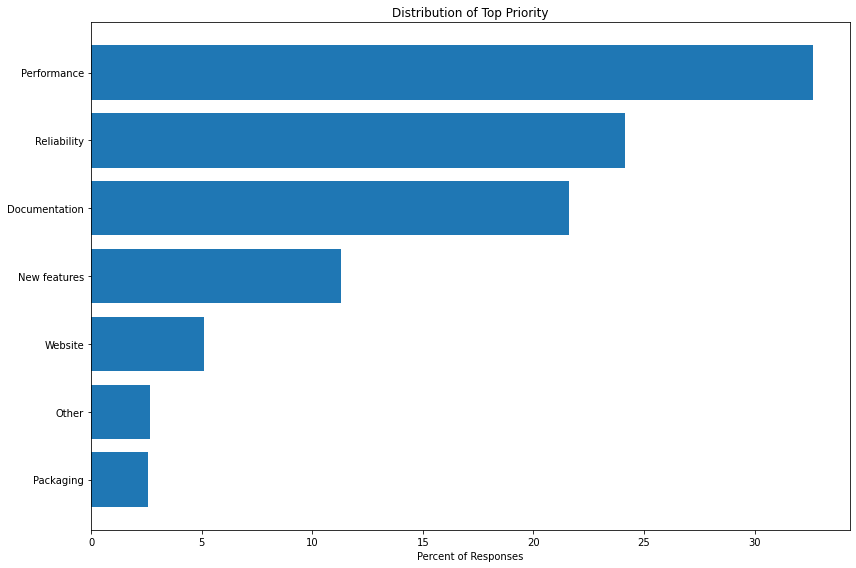 Distribution of Top Priority
Performance
Reliability
Documentation
New features
Website
Other
Packaging
0 5 10 15 20 25 30
Percent of Responses